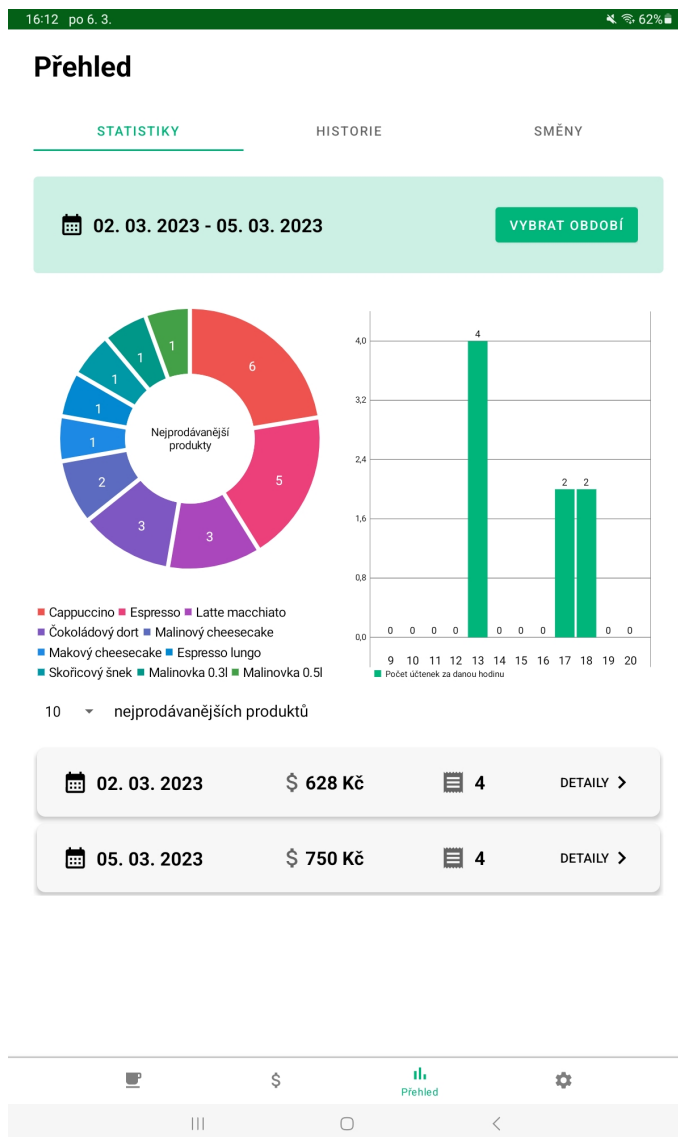 16:12 po 6. 3. 62%
Přehled
STATISTIKY HISTORIE SMĚNY
02. 03. 2023 - 05. 03. 2023 VYBRAT OBDOBÍ
6
5
3
3
2
1
1
1
1
1
Nejprodávanější
produkty
Cappuccino Espresso Latte macchiato
Čokoládový dort Malinový cheesecake
Makový cheesecake Espresso lungo
Skořicový šnek Malinovka 0.3l Malinovka 0.5l
4,0
3,2
2,4
1,6
0,8
0,0
0 0 0 0 4 0 0 0 2 2 0 0
9 10 11 12 13 14 15 16 17 18 19 20
Počet účtenek za danou hodinu
10 nejprodávanějších produktů
02. 03. 2023 $ 628 Kč 4 DETAILY
05. 03. 2023 $ 750 Kč 4 DETAILY
$
Přehled